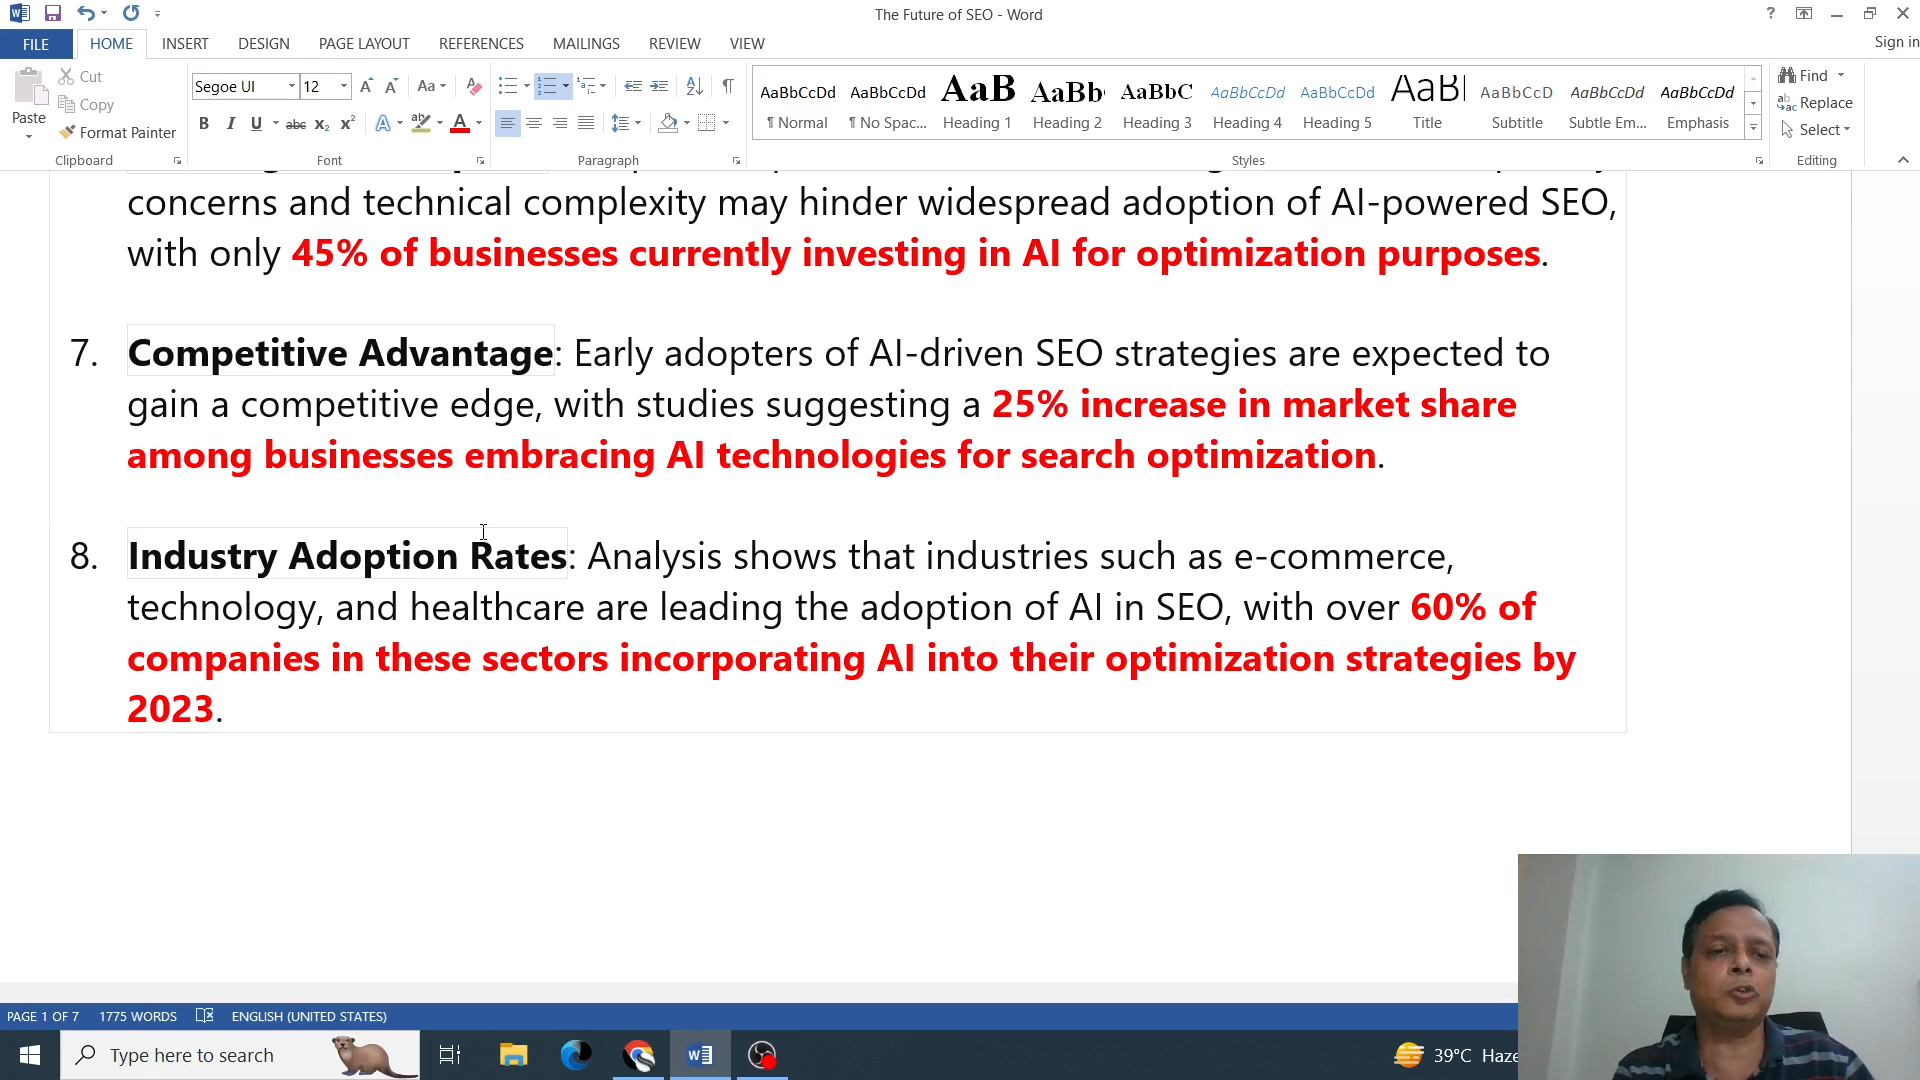 The Future of SEO - Word
?
FILE HOME INSERT DESIGN PAGE LAYOUT REFERENCES MAILINGS REVIEW VIEW
Sign in
Paste
Cut
Copy
Format Painter
Clipboard
Segoe UI 12
Aa
B I U abc X₂ X² A ab A
Font
Paragraph
AaBbCcDd AaBbCcDd AaB AaBb AaBbC AaBbCcDd AaBbCcDd AaBl AaBbCcD AaBbCcDd AaBbCcDd
¶ Normal ¶ No Spac... Heading 1 Heading 2 Heading 3 Heading 4 Heading 5 Title Subtitle Subtle Em... Emphasis
Styles
Find
Replace
Select
Editing
concerns and technical complexity may hinder widespread adoption of AI-powered SEO,
with only 45% of businesses currently investing in AI for optimization purposes.
7. Competitive Advantage: Early adopters of AI-driven SEO strategies are expected to
gain a competitive edge, with studies suggesting a 25% increase in market share
among businesses embracing AI technologies for search optimization.
8. Industry Adoption Rates: Analysis shows that industries such as e-commerce,
technology, and healthcare are leading the adoption of AI in SEO, with over 60% of
companies in these sectors incorporating AI into their optimization strategies by
2023.
PAGE 1 OF 7 1775 WORDS ENGLISH (UNITED STATES)
Type here to search
39°C Haze